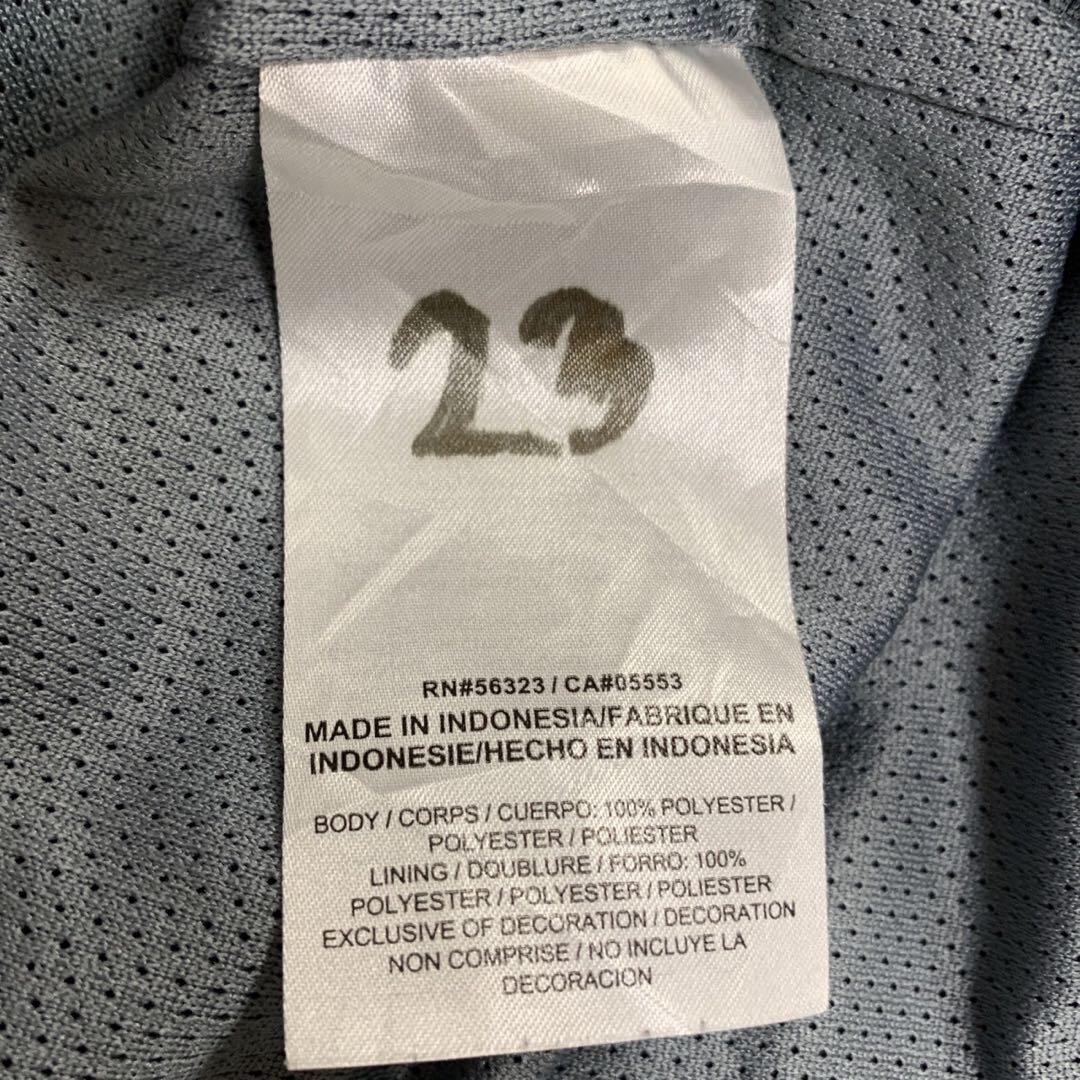 23
RN#56323 / CA#05553
MADE IN INDONESIA/FABRIQUE EN
INDONESIE/HECHO EN INDONESIA
BODY / CORPS / CUERPO: 100% POLYESTER /
POLYESTER / POLIESTER
LINING / DOUBLURE / FORRO: 100%
POLYESTER / POLYESTER / POLIESTER
EXCLUSIVE OF DECORATION / DECORATION
NON COMPRISE / NO INCLUYE LA
DECORACION